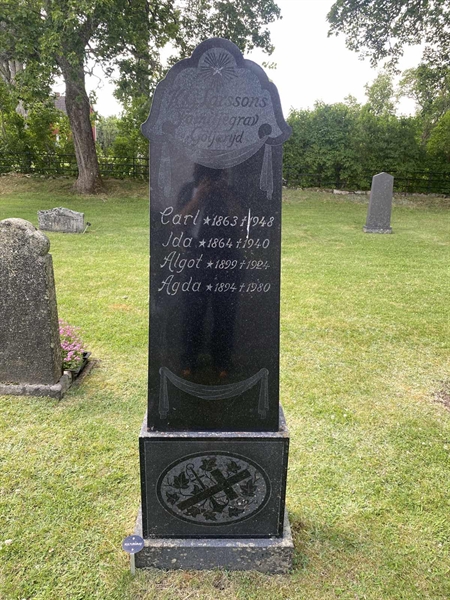 Larssons
Familjegrav
Carl ★ 1863 † 1948
Ida ★ 1864 † 1940
Algot ★ 1899 † 1924
Agda ★ 1894 † 1980